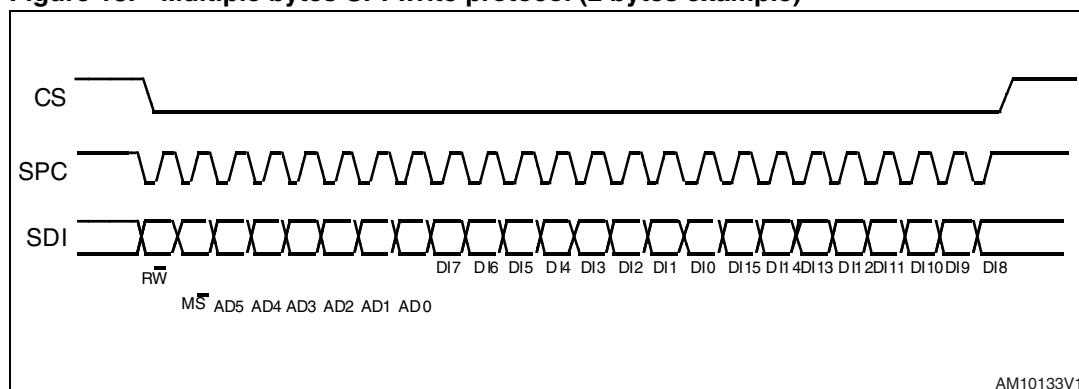 Figure 18. Multiple bytes SPI write protocol (2 bytes example)
CS
SPC
SDI
RW
DI7 DI6 DI5 DI4 DI3 DI2 DI1 DI0 DI15 DI14 DI13 DI12 DI11 DI10 DI9 DI8
MS AD5 AD4 AD3 AD2 AD1 AD0
AM10133V1